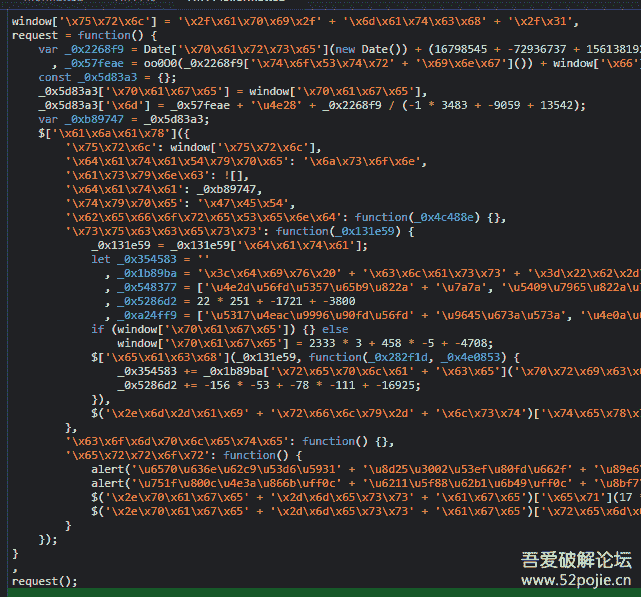 window['\x75\x72\x6c'] = '\x2f\x61\x70\x69\x2f' + '\x6d\x61\x74\x63\x68' + '\x2f\x31',
request = function() {
var _0x2268f9 = Date['\x70\x61\x72\x73\x65'](new Date()) + (16798545 + -72936737 + 156138192
, _0x57feae = oo0O0(_0x2268f9['\x74\x6f\x53\x74\x72' + '\x69\x6e\x67']()) + window['\x66'
const _0x5d83a3 = {};
_0x5d83a3['\x70\x61\x67\x65'] = window['\x70\x61\x67\x65'],
_0x5d83a3['\x6d'] = _0x57feae + '\u4e28' + _0x2268f9 / (-1 * 3483 + -9059 + 13542);
var _0xb89747 = _0x5d83a3;
$['\x61\x6a\x61\x78']({
'\x75\x72\x6c': window['\x75\x72\x6c'],
'\x64\x61\x74\x61\x54\x79\x70\x65': '\x6a\x73\x6f\x6e',
'\x61\x73\x79\x6e\x63': ![],
'\x64\x61\x74\x61': _0xb89747,
'\x74\x79\x70\x65': '\x47\x45\x54',
'\x62\x65\x66\x6f\x72\x65\x53\x65\x6e\x64': function(_0x4c488e) {},
'\x73\x75\x63\x63\x65\x73\x73': function(_0x131e59) {
_0x131e59 = _0x131e59['\x64\x61\x74\x61'];
let _0x354583 = ''
, _0x1b89ba = '\x3c\x64\x69\x76\x20' + '\x63\x6c\x61\x73\x73' + '\x3d\x22\x62\x2d
, _0x548377 = ['\u4e2d\u56fd\u5357\u65b9\u822a' + '\u7a7a', '\u5409\u7965\u822a\u7
, _0x5286d2 = 22 * 251 + -1721 + -3800
, _0xa24ff9 = ['\u5317\u4eac\u9996\u90fd\u56fd' + '\u9645\u673a\u573a', '\u4e0a\u6
if (window['\x70\x61\x67\x65']) {} else
window['\x70\x61\x67\x65'] = 2333 * 3 + 458 * -5 + -4708;
$['\x65\x61\x63\x68'](_0x131e59, function(_0x282f1d, _0x4e0853) {
_0x354583 += _0x1b89ba['\x72\x65\x70\x6c\x61' + '\x63\x65']('\x70\x72\x69\x63\x
_0x5286d2 += -156 * -53 + -78 * -111 + -16925;
}),
$('\x2e\x6d\x2d\x61\x69' + '\x72\x66\x6c\x79\x2d' + '\x6c\x73\x74')['\x74\x65\x78\x
},
'\x63\x6f\x6d\x70\x6c\x65\x74\x65': function() {},
'\x65\x72\x72\x6f\x72': function() {
alert('\u6570\u636e\u62c9\u53d6\u5931' + '\u8d25\u3002\u53ef\u80fd\u662f' + '\u89e6
alert('\u751f\u800c\u4e3a\u866b\uff0c' + '\u6211\u5f88\u62b1\u6b49\uff0c' + '\u8bf7
$('\x2e\x70\x61\x67\x65' + '\x2d\x6d\x65\x73\x73' + '\x61\x67\x65')['\x65\x71'](17 *
$('\x2e\x70\x61\x67\x65' + '\x2d\x6d\x65\x73\x73' + '\x61\x67\x65')['\x72\x65\x6d\x
}
});
}
,
request();
吾爱破解论坛
www.52pojie.cn